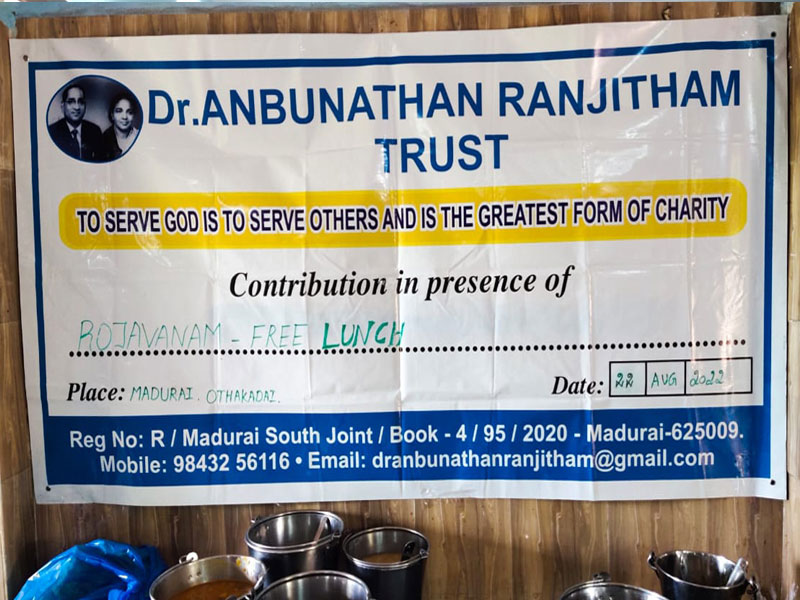 Dr.ANBUNATHAN RANJITHAM
TRUST
TO SERVE GOD IS TO SERVE OTHERS AND IS THE GREATEST FORM OF CHARITY
Contribution in presence of
ROJAVANAM - FREE LUNCH
Place: MADURAI. OTHAKADAI.
Date: 22 AUG 2022
Reg No: R / Madurai South Joint / Book - 4 / 95 / 2020 - Madurai-625009.
Mobile: 98432 56116 • Email: dranbunathanranjitham@gmail.com